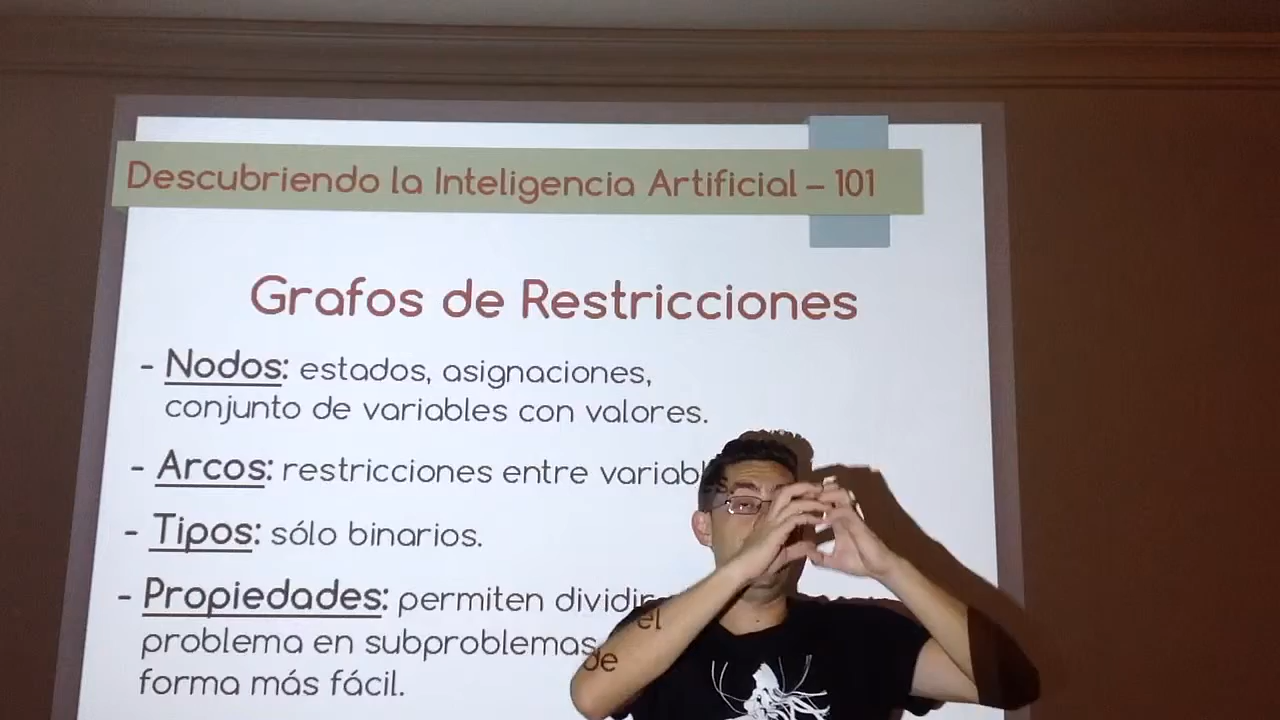 Descubriendo la Inteligencia Artificial – 101
Grafos de Restricciones
- Nodos: estados, asignaciones,
conjunto de variables con valores.
- Arcos: restricciones entre variables
- Tipos: sólo binarios.
- Propiedades: permiten dividir el
problema en subproblemas de
forma más fácil.